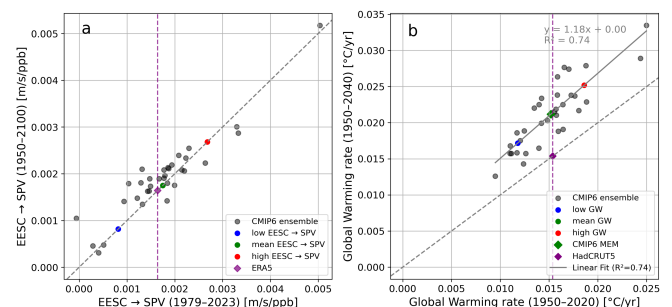 a
EESC → SPV (1950–2100) [m/s/ppb]
0.005
0.004
0.003
0.002
0.001
0.000
0.000
0.001
0.002
0.003
0.004
0.005
EESC → SPV (1979–2023) [m/s/ppb]
CMIP6 ensemble
low EESC → SPV
mean EESC → SPV
high EESC → SPV
ERA5
b
y = 1.18x + 0.00
R² = 0.74
Global Warming rate (1950–2040) [°C/yr]
0.035
0.030
0.025
0.020
0.015
0.010
0.005
0.000
0.000
0.005
0.010
0.015
0.020
0.025
Global Warming rate (1950-2020) [°C/yr]
CMIP6 ensemble
low GW
mean GW
high GW
CMIP6 MEM
HadCRUT5
Linear Fit (R²=0.74)